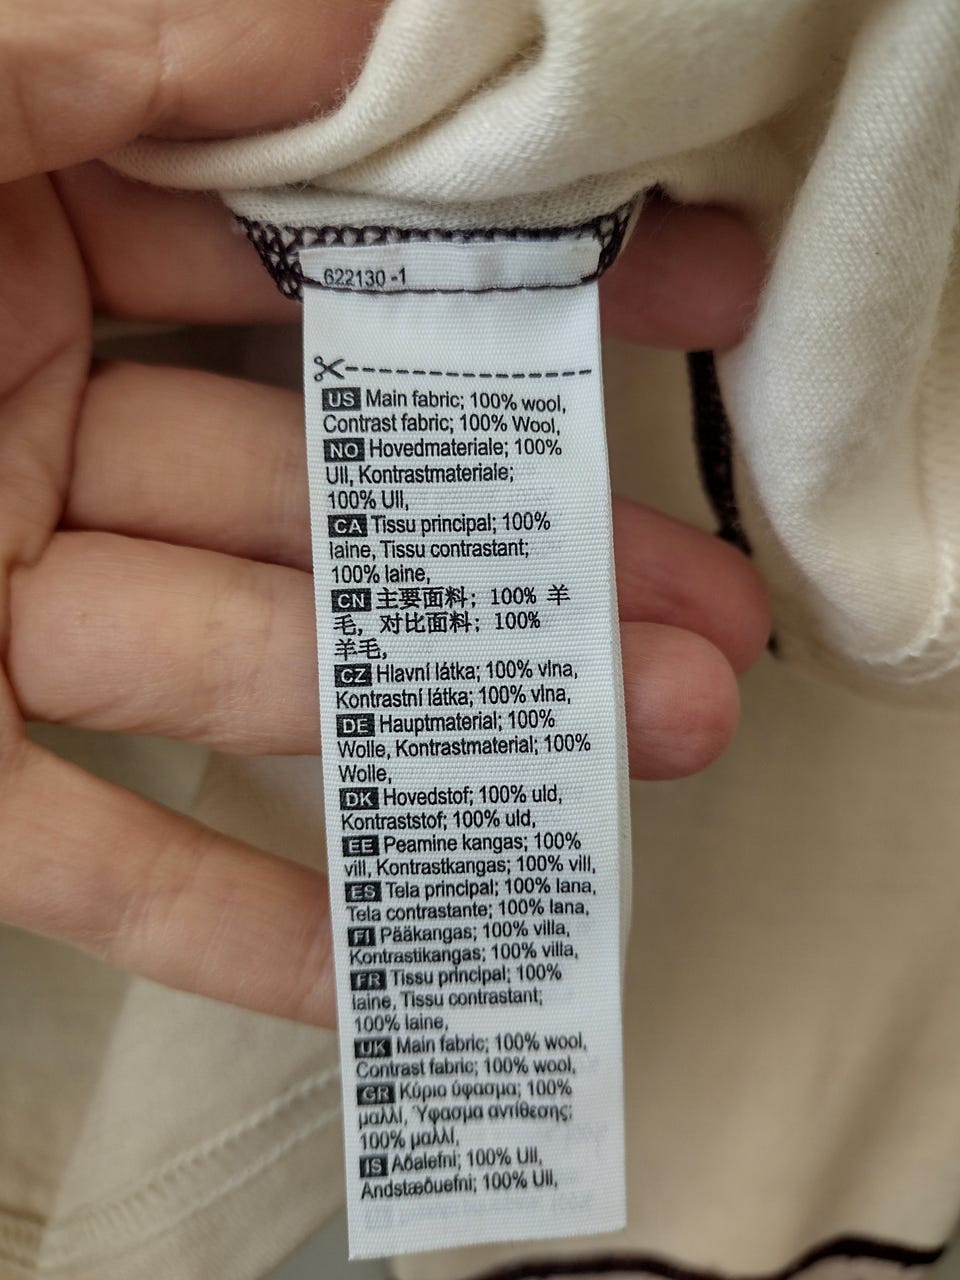 622130 -1
US Main fabric; 100% wool,
Contrast fabric; 100% Wool,
NO Hovedmateriale; 100%
Ull, Kontrastmateriale;
100% Ull,
CA Tissu principal; 100%
laine, Tissu contrastant;
100% laine,
CN 主要面料; 100% 羊
毛, 对比面料; 100%
羊毛,
CZ Hlavní látka; 100% vlna,
Kontrastní látka; 100% vlna,
DE Hauptmaterial; 100%
Wolle, Kontrastmaterial; 100%
Wolle,
DK Hovedstof; 100% uld,
Kontraststof; 100% uld,
EE Peamine kangas; 100%
vill, Kontrastkangas; 100% vill,
ES Tela principal; 100% lana,
Tela contrastante; 100% lana,
FI Pääkangas; 100% villa,
Kontrastikangas; 100% villa,
FR Tissu principal; 100%
laine, Tissu contrastant;
100% laine,
UK Main fabric; 100% wool,
Contrast fabric; 100% wool,
GR Κύριο ύφασμα; 100%
μαλλί, Ύφασμα αντίθεσης;
100% μαλλί,
IS Aðalefni; 100% Ull,
Andstæðuefni; 100% Ull,